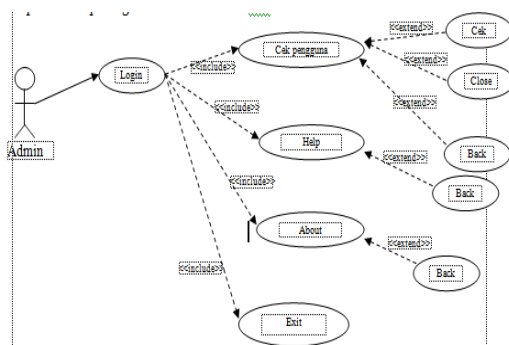 <<extend>>
Cek
Cek pengguna
<<include>>
<<extend>>
Login
Close
<<extend>>
<<include>>
Admin
Help
<<extend>>
Back
<<include>>
Back
About
<<extend>>
<<include>>
Back
Exit